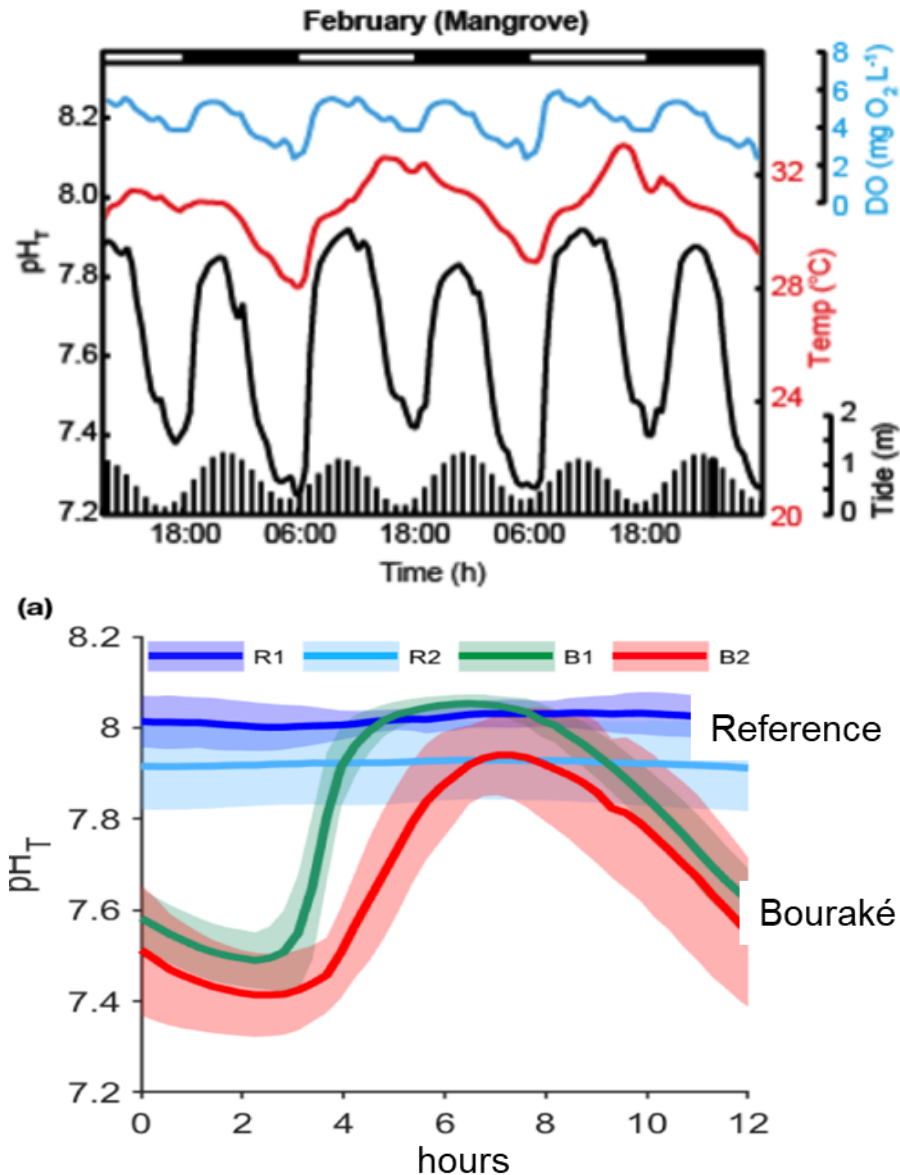 February (Mangrove)
8.2
8.0
7.8
7.6
7.4
7.2
pH_T
8
6
4
2
0
DO (mg O₂ L⁻¹)
32
28
24
20
Temp (°C)
2
1
0
Tide (m)
18:00 06:00 18:00 06:00 18:00
Time (h)
(a)
R1 R2 B1 B2
8.2
8
7.8
7.6
7.4
7.2
pH_T
Reference
Bouraké
0 2 4 6 8 10 12
hours